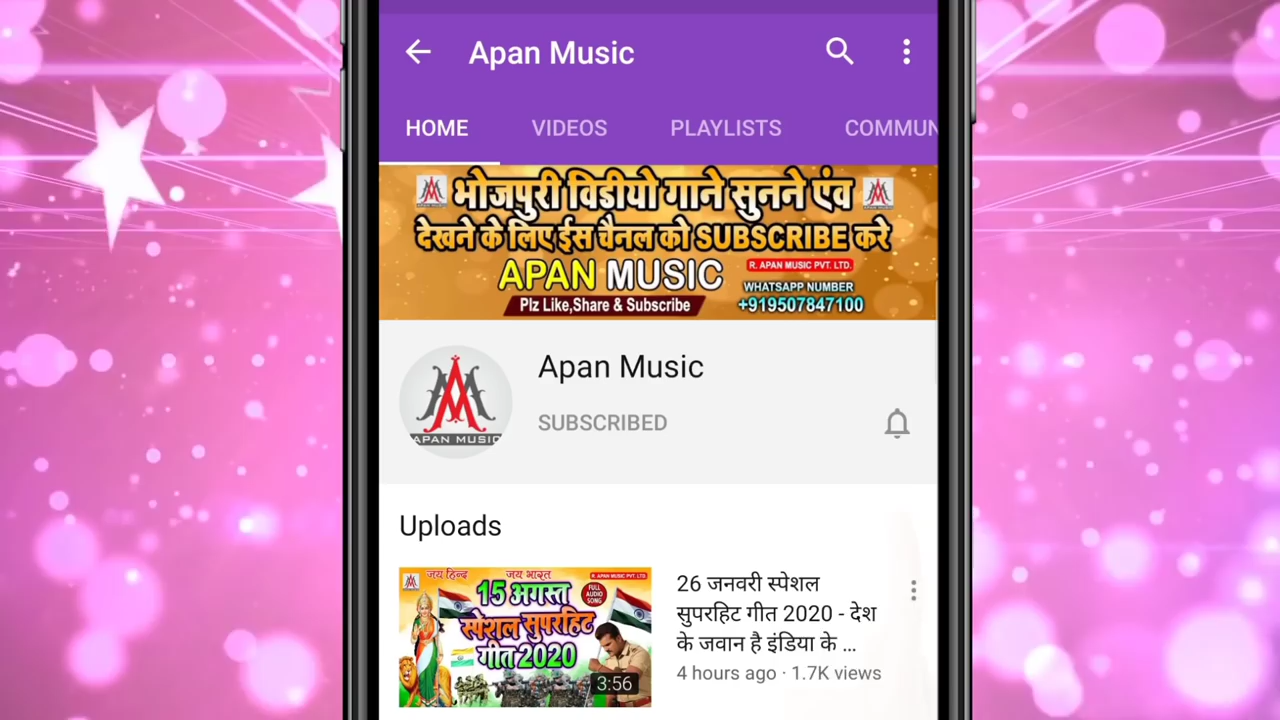 Apan Music
HOME VIDEOS PLAYLISTS COMMUN
भोजपुरी विडीयो गाने सुनने एंव
देखने के लिए ईस चैनल को SUBSCRIBE करे
APAN MUSIC
R. APAN MUSIC PVT. LTD.
WHATSAPP NUMBER
Plz Like,Share & Subscribe
+919507847100
APAN MUSIC
Apan Music
SUBSCRIBED
Uploads
जय हिन्द जय भारत
R. APAN MUSIC PVT. LTD.
15 अगस्त
FULL
AUDIO
SONG
स्पेशल सुपरहिट
गीत 2020
3:56
26 जनवरी स्पेशल
सुपरहिट गीत 2020 - देश
के जवान है इंडिया के ...
4 hours ago · 1.7K views